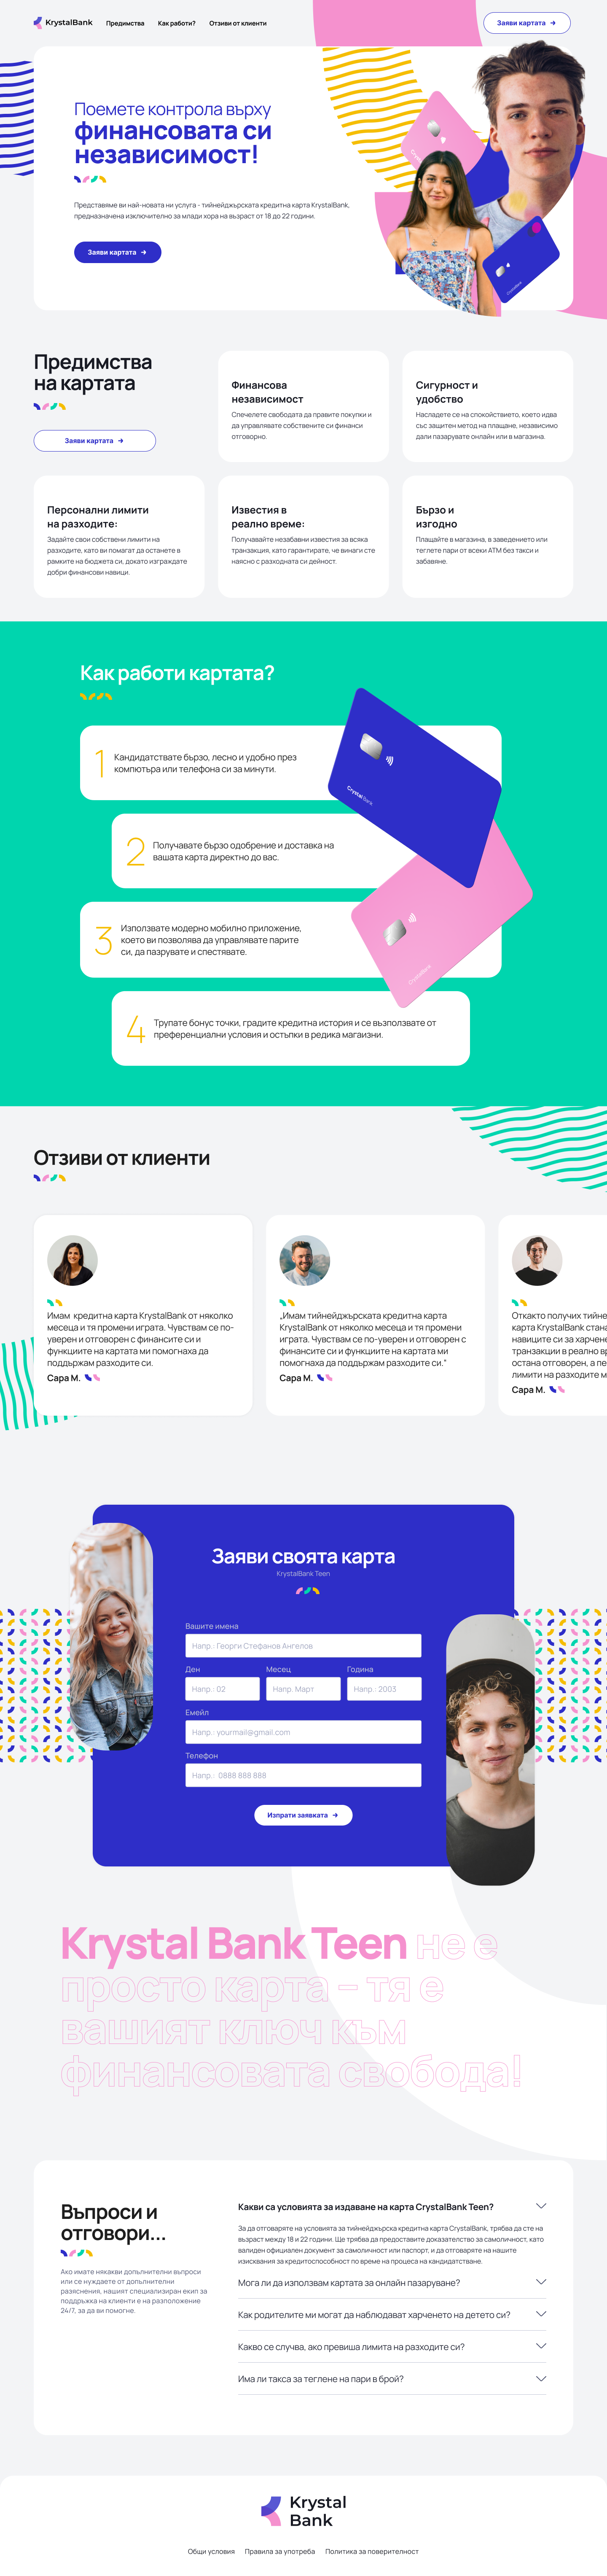 KrystalBank
Предимства
Как работи?
Отзиви от клиенти
Заяви картата
Поемете контрола върху
финансовата си
независимост!
Представяме ви най-новата ни услуга - тийнейджърската кредитна карта KrystalBank,
предназначена изключително за млади хора на възраст от 18 до 22 години.
Заяви картата
Предимства
на картата
Заяви картата
Финансова
независимост
Спечелете свободата да правите покупки и
да управлявате собствените си финанси
отговорно.
Сигурност и
удобство
Насладете се на спокойствието, което идва
със защитен метод на плащане, независимо
дали пазарувате онлайн или в магазина.
Персонални лимити
на разходите:
Задайте свои собствени лимити на
разходите, като ви помагат да останете в
рамките на бюджета си, докато изграждате
добри финансови навици.
Известия в
реално време:
Получавайте незабавни известия за всяка
транзакция, като гарантирате, че винаги сте
наясно с разходната си дейност.
Бързо и
изгодно
Плащайте в магазина, в заведението или
теглете пари от всеки АТМ без такси и
забавяне.
Как работи картата?
1
Кандидатствате бързо, лесно и удобно през
компютъра или телефона си за минути.
Crystal Bank
2
Получавате бързо одобрение и доставка на
вашата карта директно до вас.
3
Използвате модерно мобилно приложение,
което ви позволява да управлявате парите
си, да пазрувате и спестявате.
CrystalBank
4
Трупате бонус точки, градите кредитна история и се възползвате от
преференциални условия и остъпки в редика магаизни.
Отзиви от клиенти
Имам  кредитна карта KrystalBank от няколко
месеца и тя промени играта. Чувствам се по-
уверен и отговорен с финансите си и
функциите на картата ми помогнаха да
поддържам разходите си.
Сара М.
„Имам тийнейджърската кредитна карта
KrystalBank от няколко месеца и тя промени
играта. Чувствам се по-уверен и отговорен с
финансите си и функциите на картата ми
помогнаха да поддържам разходите си."
Сара М.
Откакто получих тийне
карта KrystalBank стана
навиците си за харчене
транзакции в реално вр
остана отговорен, а пе
лимити на разходите м
Сара М.
Заяви своята карта
KrystalBank Teen
Вашите имена
Напр.: Георги Стефанов Ангелов
Ден
Месец
Година
Напр.: 02
Напр. Март
Напр.: 2003
Емейл
Напр.: yourmail@gmail.com
Телефон
Напр.:  0888 888 888
Изпрати заявката
Krystal Bank Teen не е
просто карта – тя е
вашият ключ към
финансовата свобода!
Въпроси и
отговори...
Ако имате някакви допълнителни въпроси
или се нуждаете от допълнителни
разяснения, нашият специализиран екип за
поддръжка на клиенти е на разположение
24/7, за да ви помогне.
Какви са условията за издаване на карта CrystalBank Teen?
За да отговаряте на условията за тийнейджърска кредитна карта CrystalBank, трябва да сте на
възраст между 18 и 22 години. Ще трябва да предоставите доказателство за самоличност, като
валиден официален документ за самоличност или паспорт, и да отговаряте на нашите
изисквания за кредитоспособност по време на процеса на кандидатстване.
Мога ли да използвам картата за онлайн пазаруване?
Как родителите ми могат да наблюдават харченето на детето си?
Какво се случва, ако превиша лимита на разходите си?
Има ли такса за теглене на пари в брой?
Krystal
Bank
Общи условия
Правила за употреба
Политика за поверителност